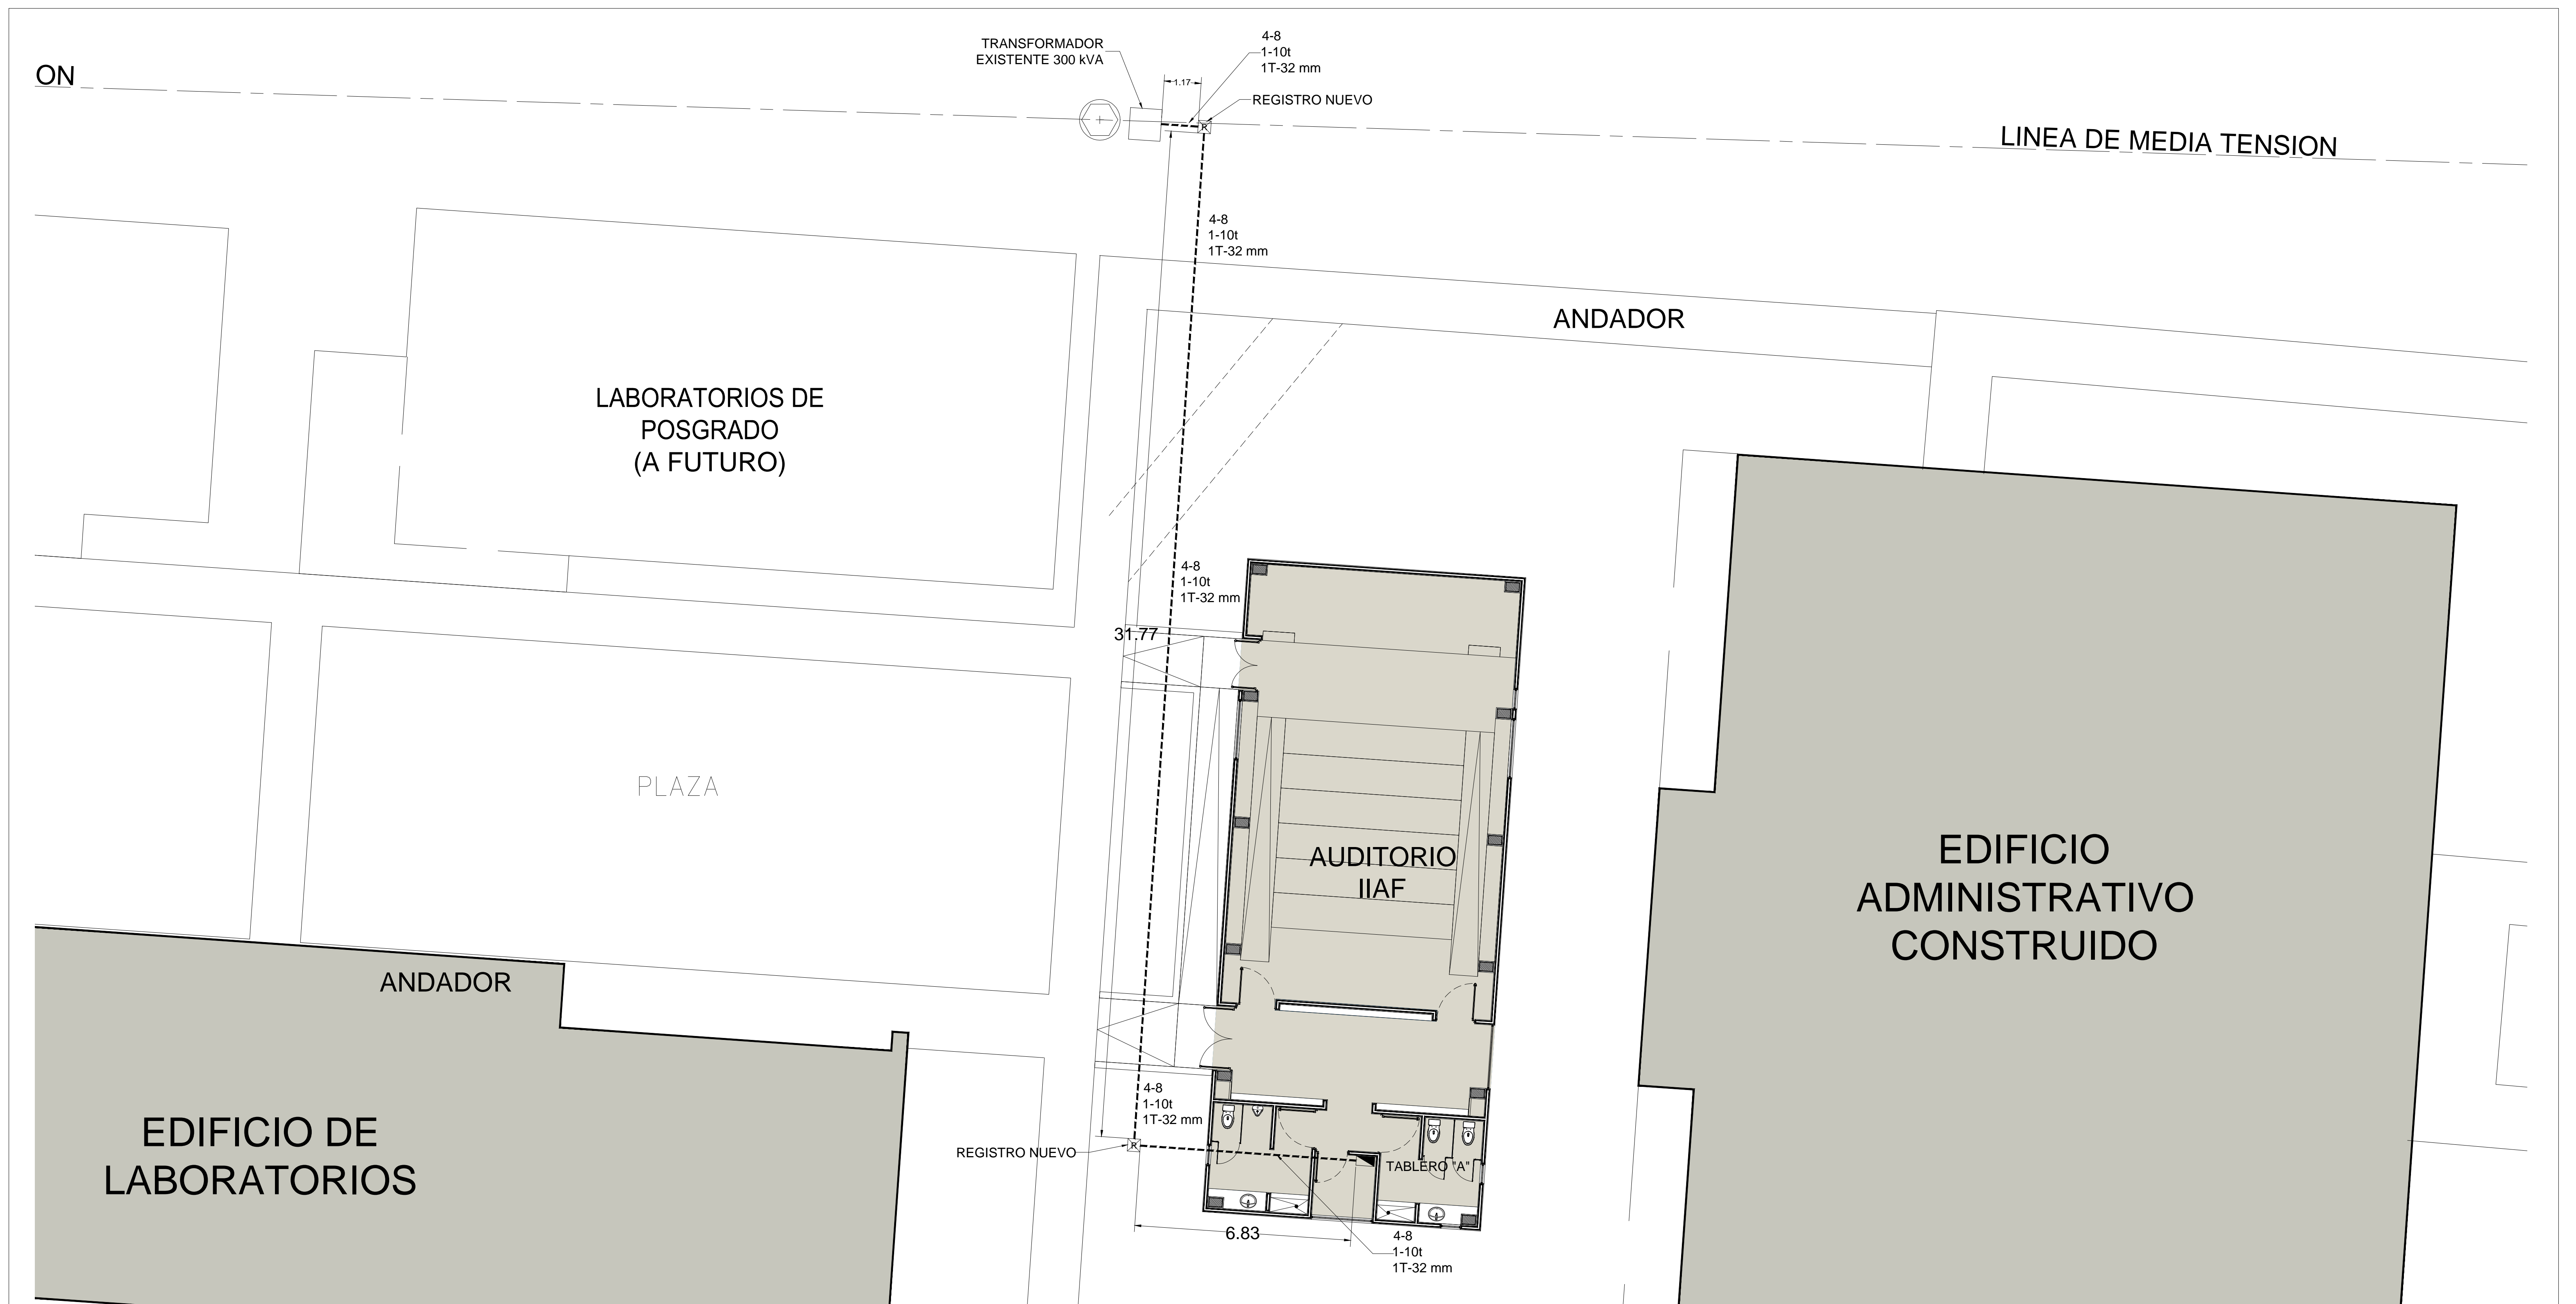 TRANSFORMADOR
EXISTENTE 300 kVA
4-8
1-10t
1T-32 mm
ON
1.17
REGISTRO NUEVO
R
LINEA DE MEDIA TENSION
4-8
1-10t
1T-32 mm
ANDADOR
LABORATORIOS DE
POSGRADO
(A FUTURO)
4-8
1-10t
1T-32 mm
31.77
PLAZA
AUDITORIO
IIAF
EDIFICIO
ADMINISTRATIVO
CONSTRUIDO
ANDADOR
4-8
1-10t
1T-32 mm
EDIFICIO DE
LABORATORIOS
REGISTRO NUEVO
R
TABLERO "A"
6.83
4-8
1-10t
1T-32 mm